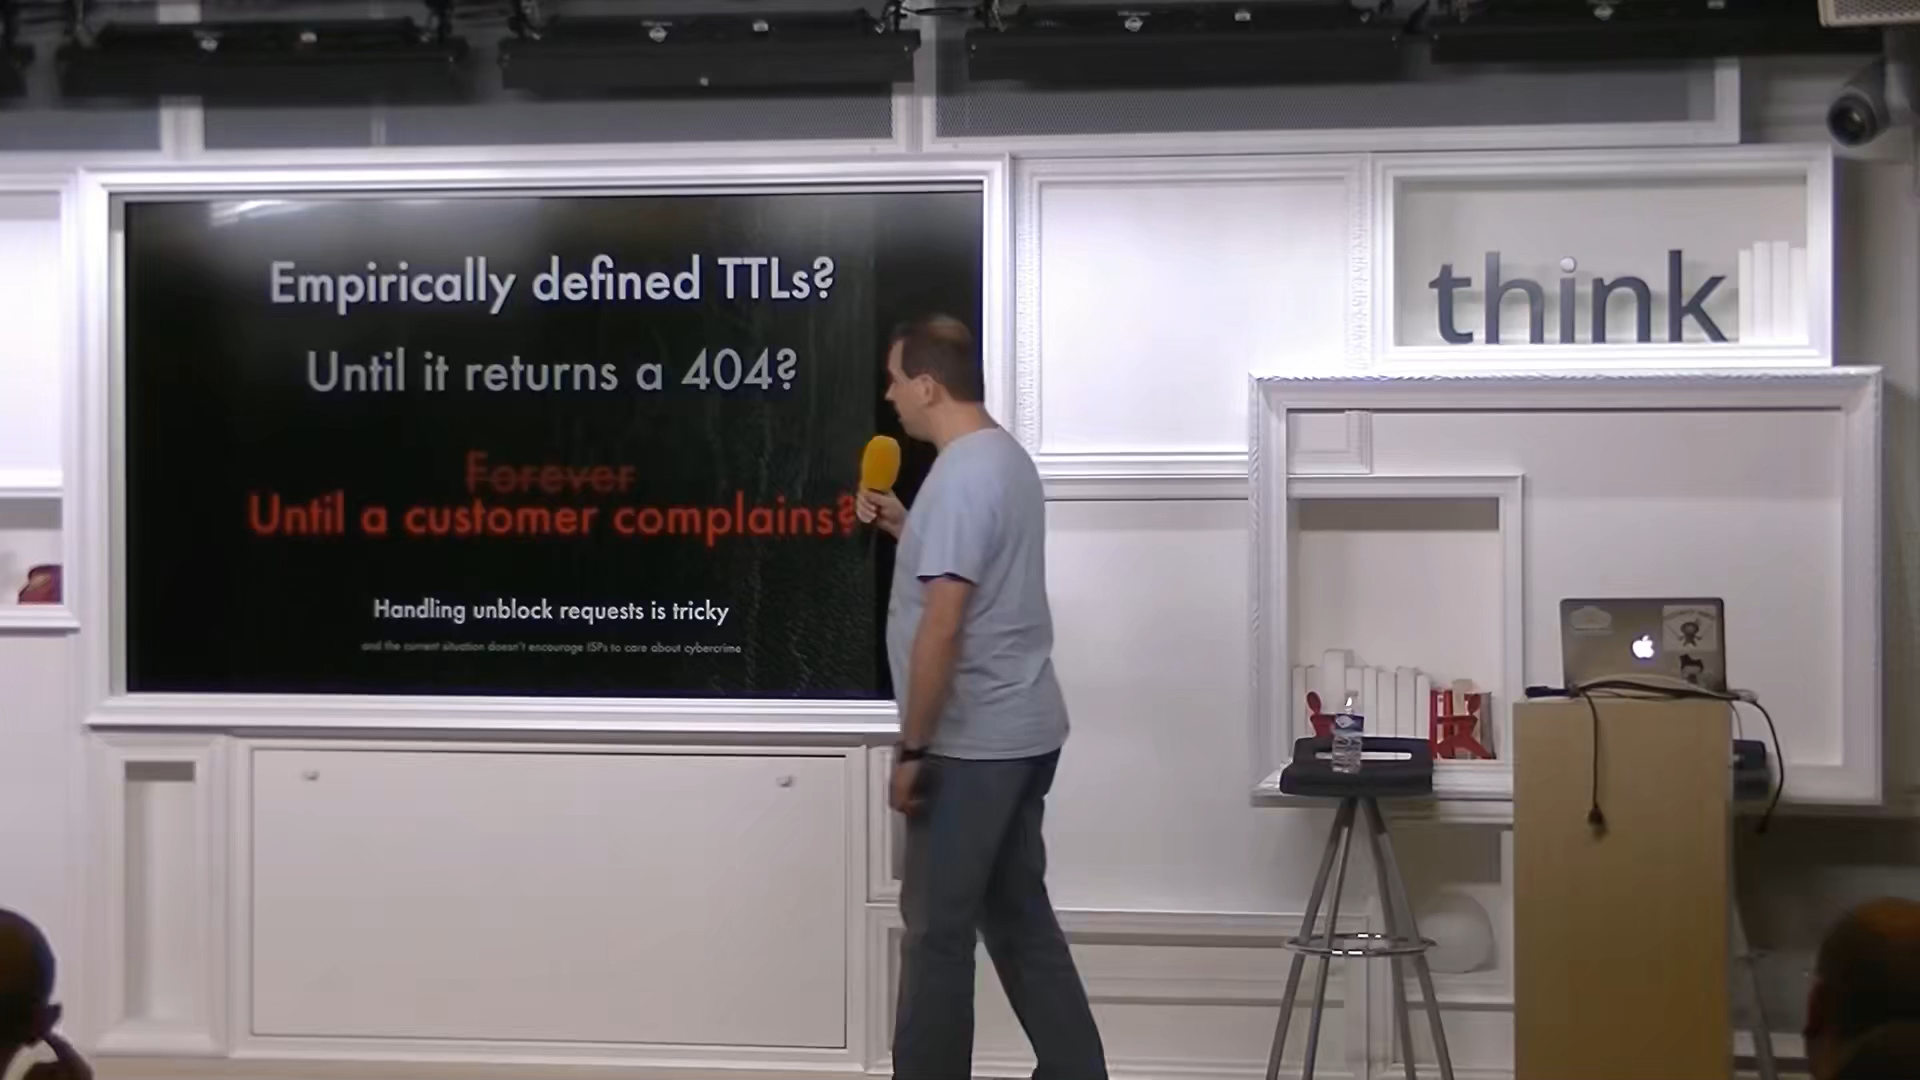 Empirically defined TTLs?
Until it returns a 404?
Forever
Until a customer complains?
Handling unblock requests is tricky
and the current situation doesn't encourage ISPs to care about cybercrime
think